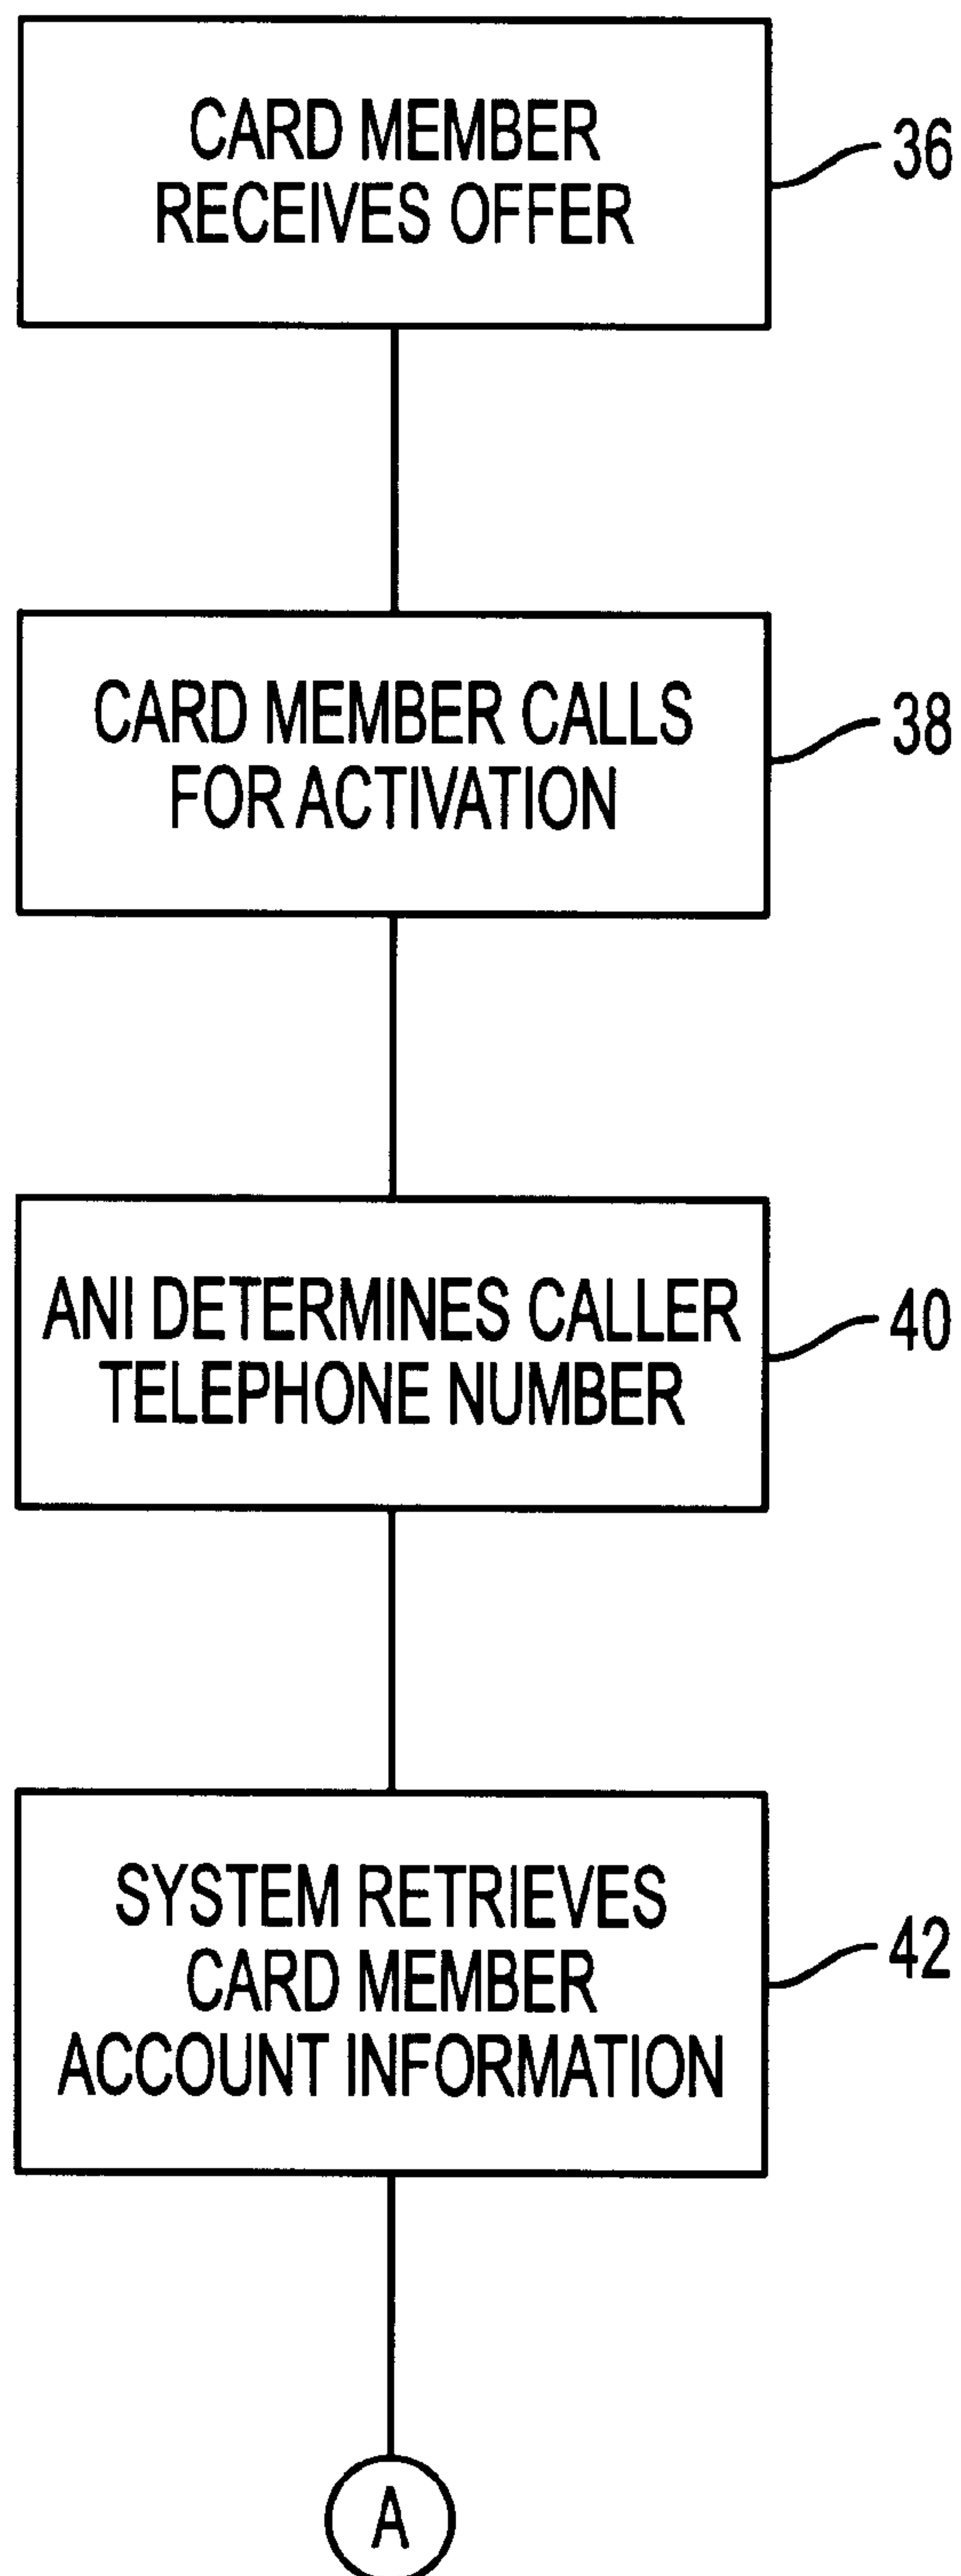 CARD MEMBER
RECEIVES OFFER
36
CARD MEMBER CALLS
FOR ACTIVATION
38
ANI DETERMINES CALLER
TELEPHONE NUMBER
40
SYSTEM RETRIEVES
CARD MEMBER
ACCOUNT INFORMATION
42
A